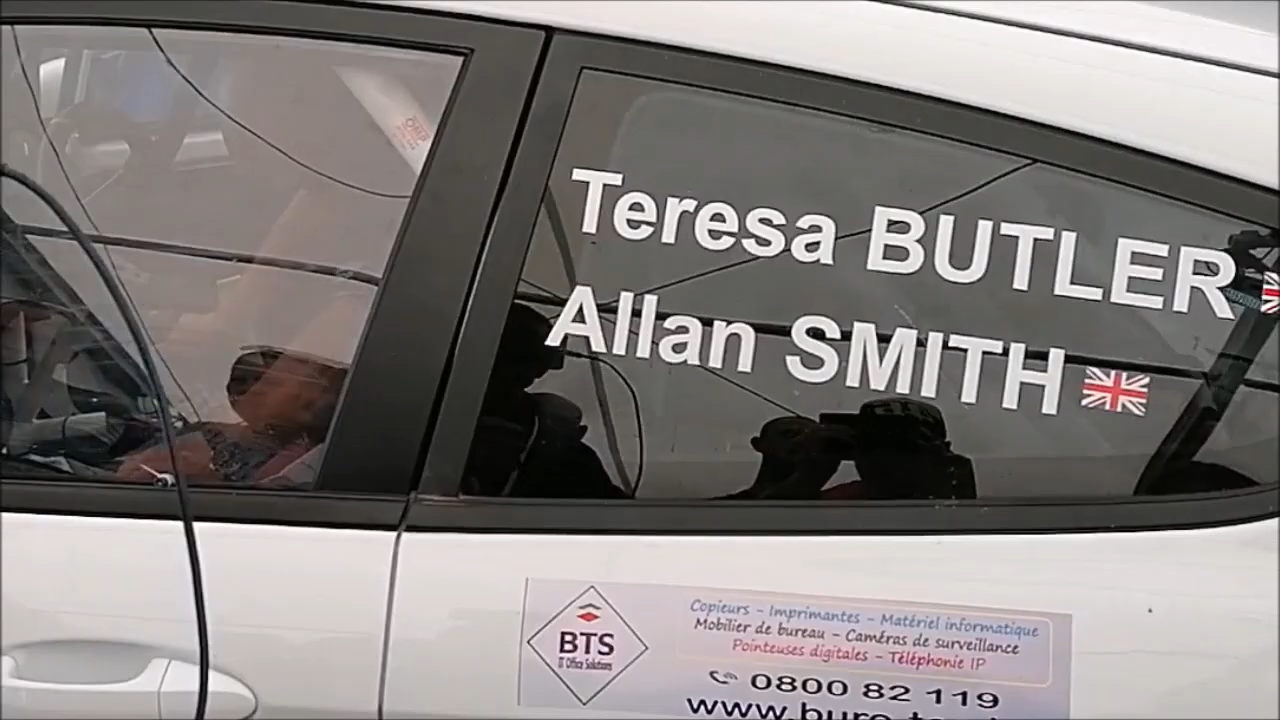 Teresa BUTLER
Allan SMITH
BTS
IT Office Solutions
Copieurs - Imprimantes - Matériel informatique
Mobilier de bureau - Caméras de surveillance
Pointeuses digitales - Téléphonie IP
0800 82 119